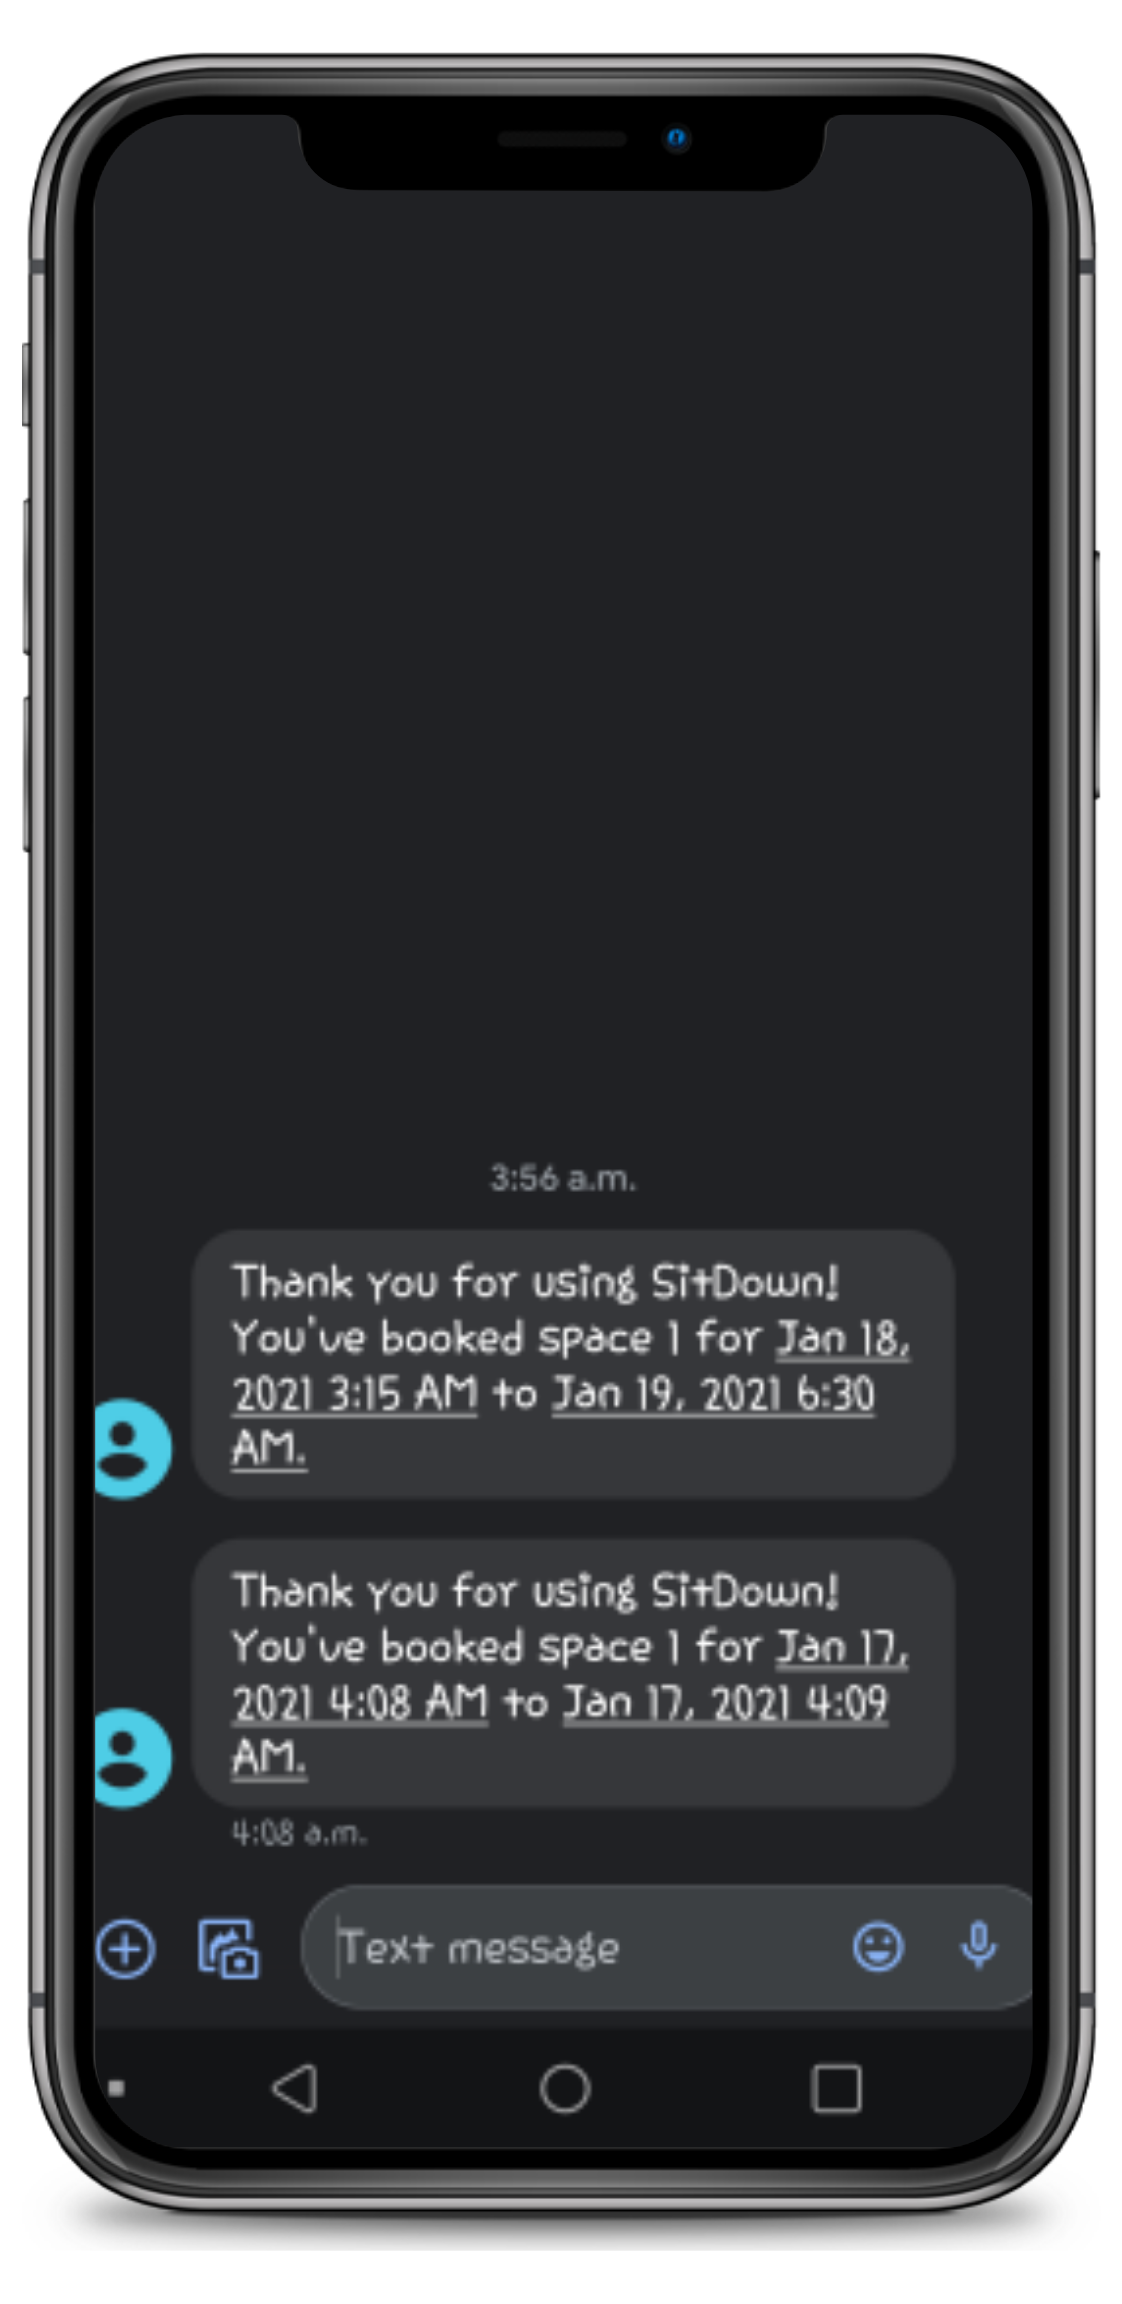 3:56 a.m.
Thank you for using SitDown!
You've booked space 1 for Jan 18,
2021 3:15 AM to Jan 19, 2021 6:30
AM.
Thank you for using SitDown!
You've booked space 1 for Jan 17,
2021 4:08 AM to Jan 17, 2021 4:09
AM.
4:08 a.m.
Text message